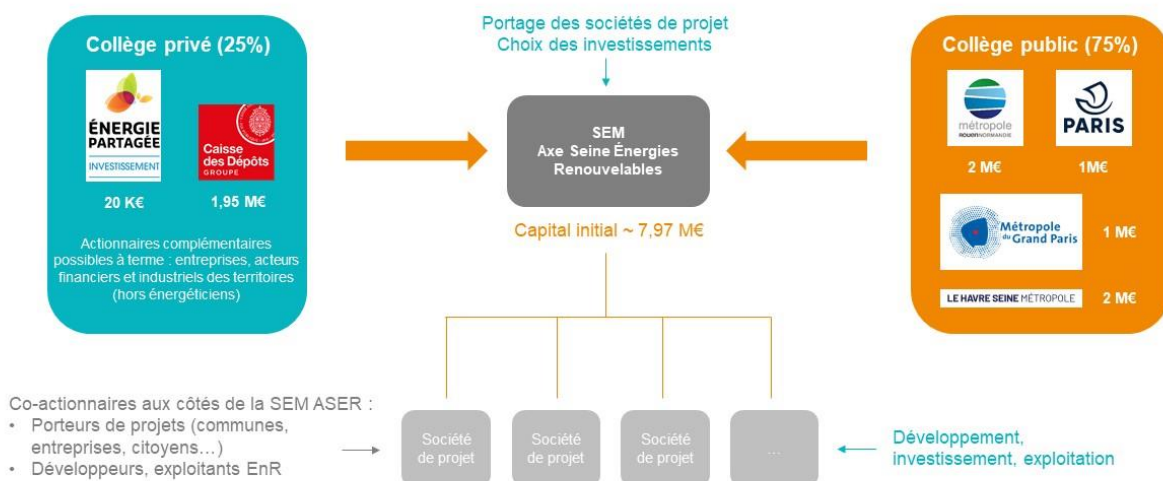 Portage des sociétés de projet
Choix des investissements
Collège privé (25%)
ÉNERGIE
PARTAGÉE
INVESTISSEMENT
20 K€
Caisse
des Dépôts
GROUPE
1,95 M€
Actionnaires complémentaires
possibles à terme : entreprises, acteurs
financiers et industriels des territoires
(hors énergéticiens)
SEM
Axe Seine Énergies
Renouvelables
Capital initial ~ 7,97 M€
Collège public (75%)
métropole
ROUENNORMANDIE
2 M€
PARIS
1M€
Métropole
du Grand Paris
1 M€
LE HAVRE SEINE MÉTROPOLE
2 M€
Co-actionnaires aux côtés de la SEM ASER :
• Porteurs de projets (communes,
entreprises, citoyens…)
• Développeurs, exploitants EnR
Société
de projet
Société
de projet
Société
de projet
…
Développement,
investissement, exploitation